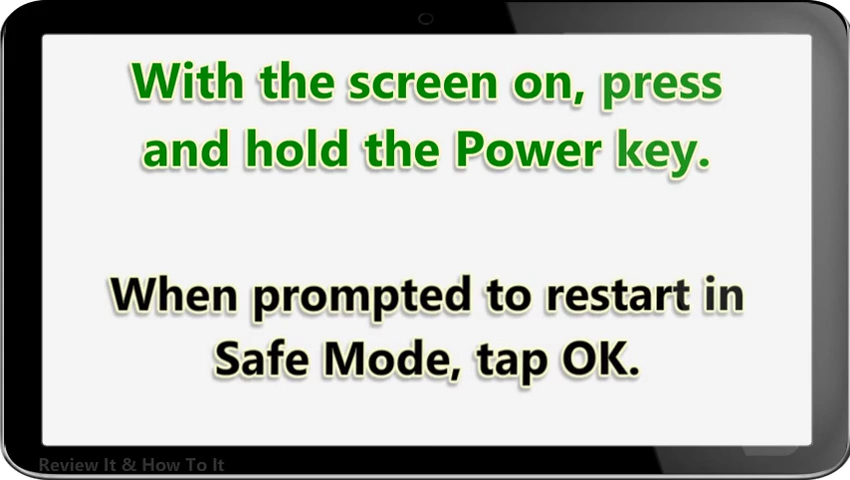 With the screen on, press
and hold the Power key.
When prompted to restart in
Safe Mode, tap OK.
Review It & How To It